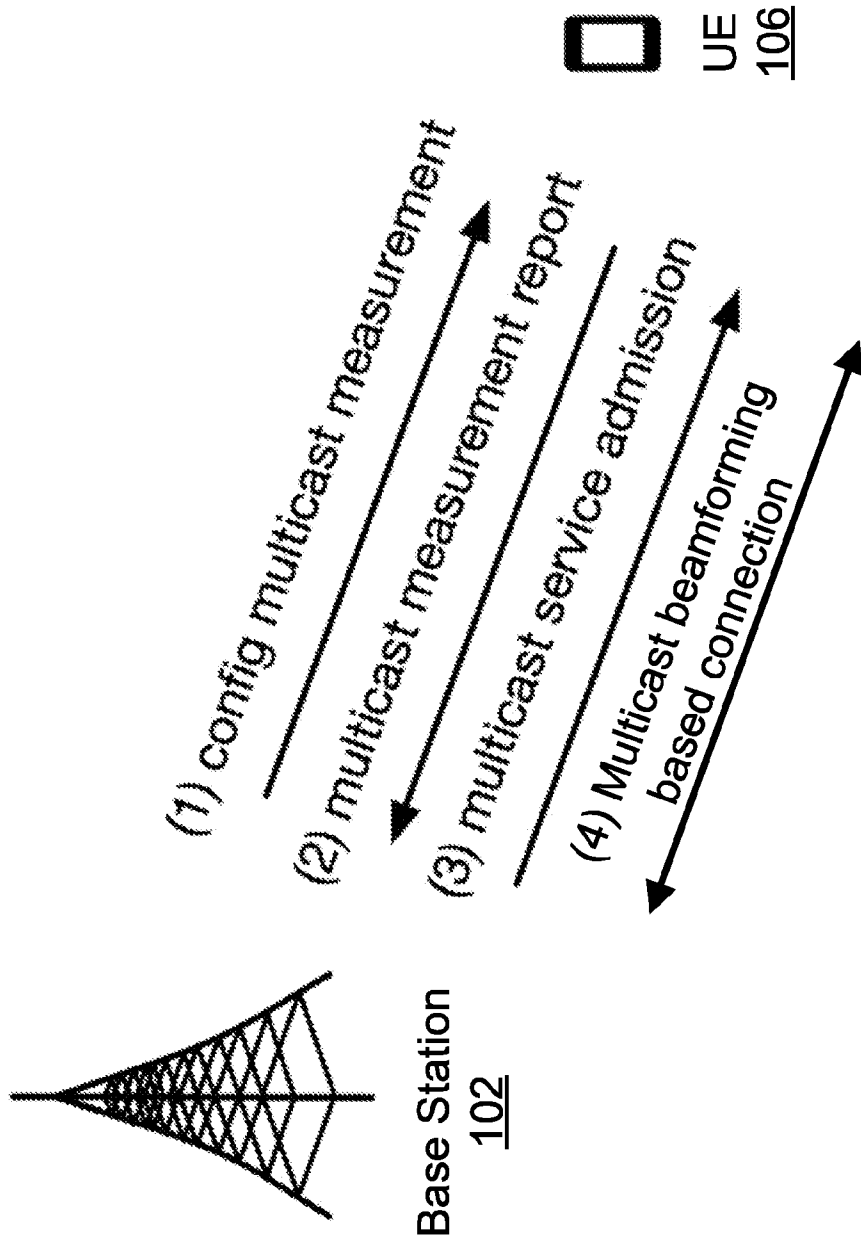 Base Station
102
(1) config multicast measurement
(2) multicast measurement report
(3) multicast service admission
(4) Multicast beamforming
based connection
UE
106